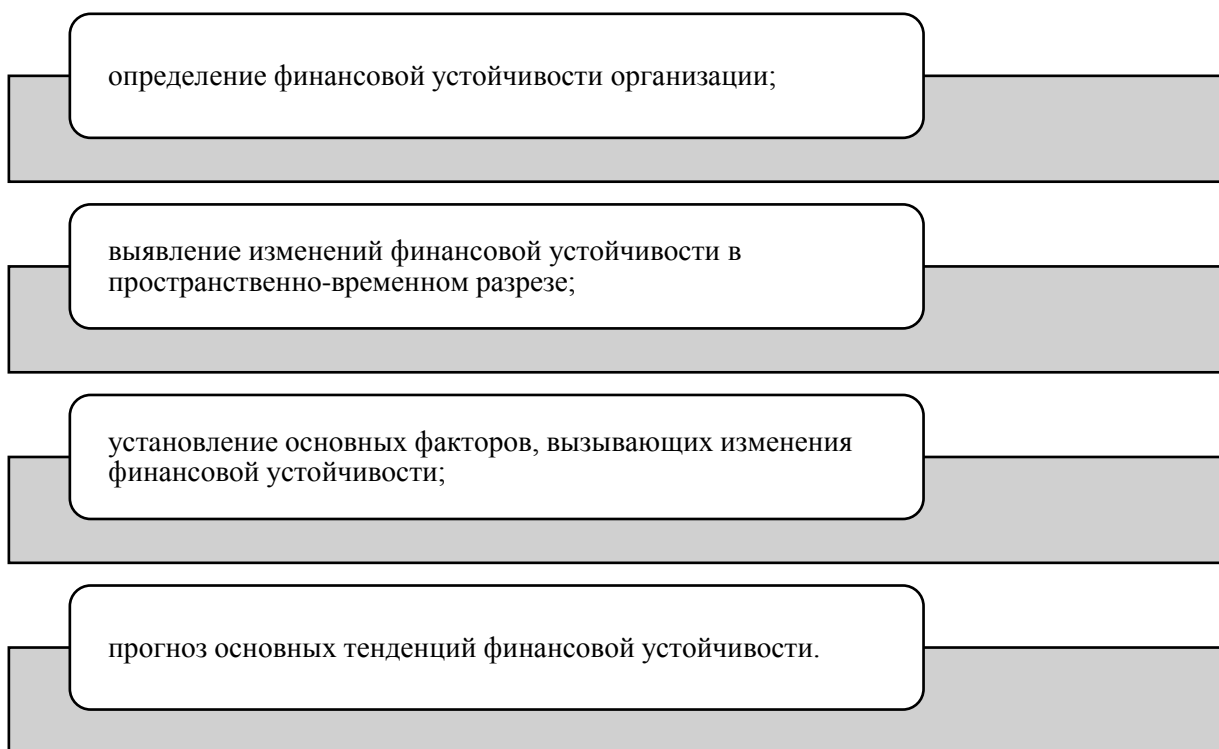 определение финансовой устойчивости организации;
выявление изменений финансовой устойчивости в
пространственно-временном разрезе;
установление основных факторов, вызывающих изменения
финансовой устойчивости;
прогноз основных тенденций финансовой устойчивости.